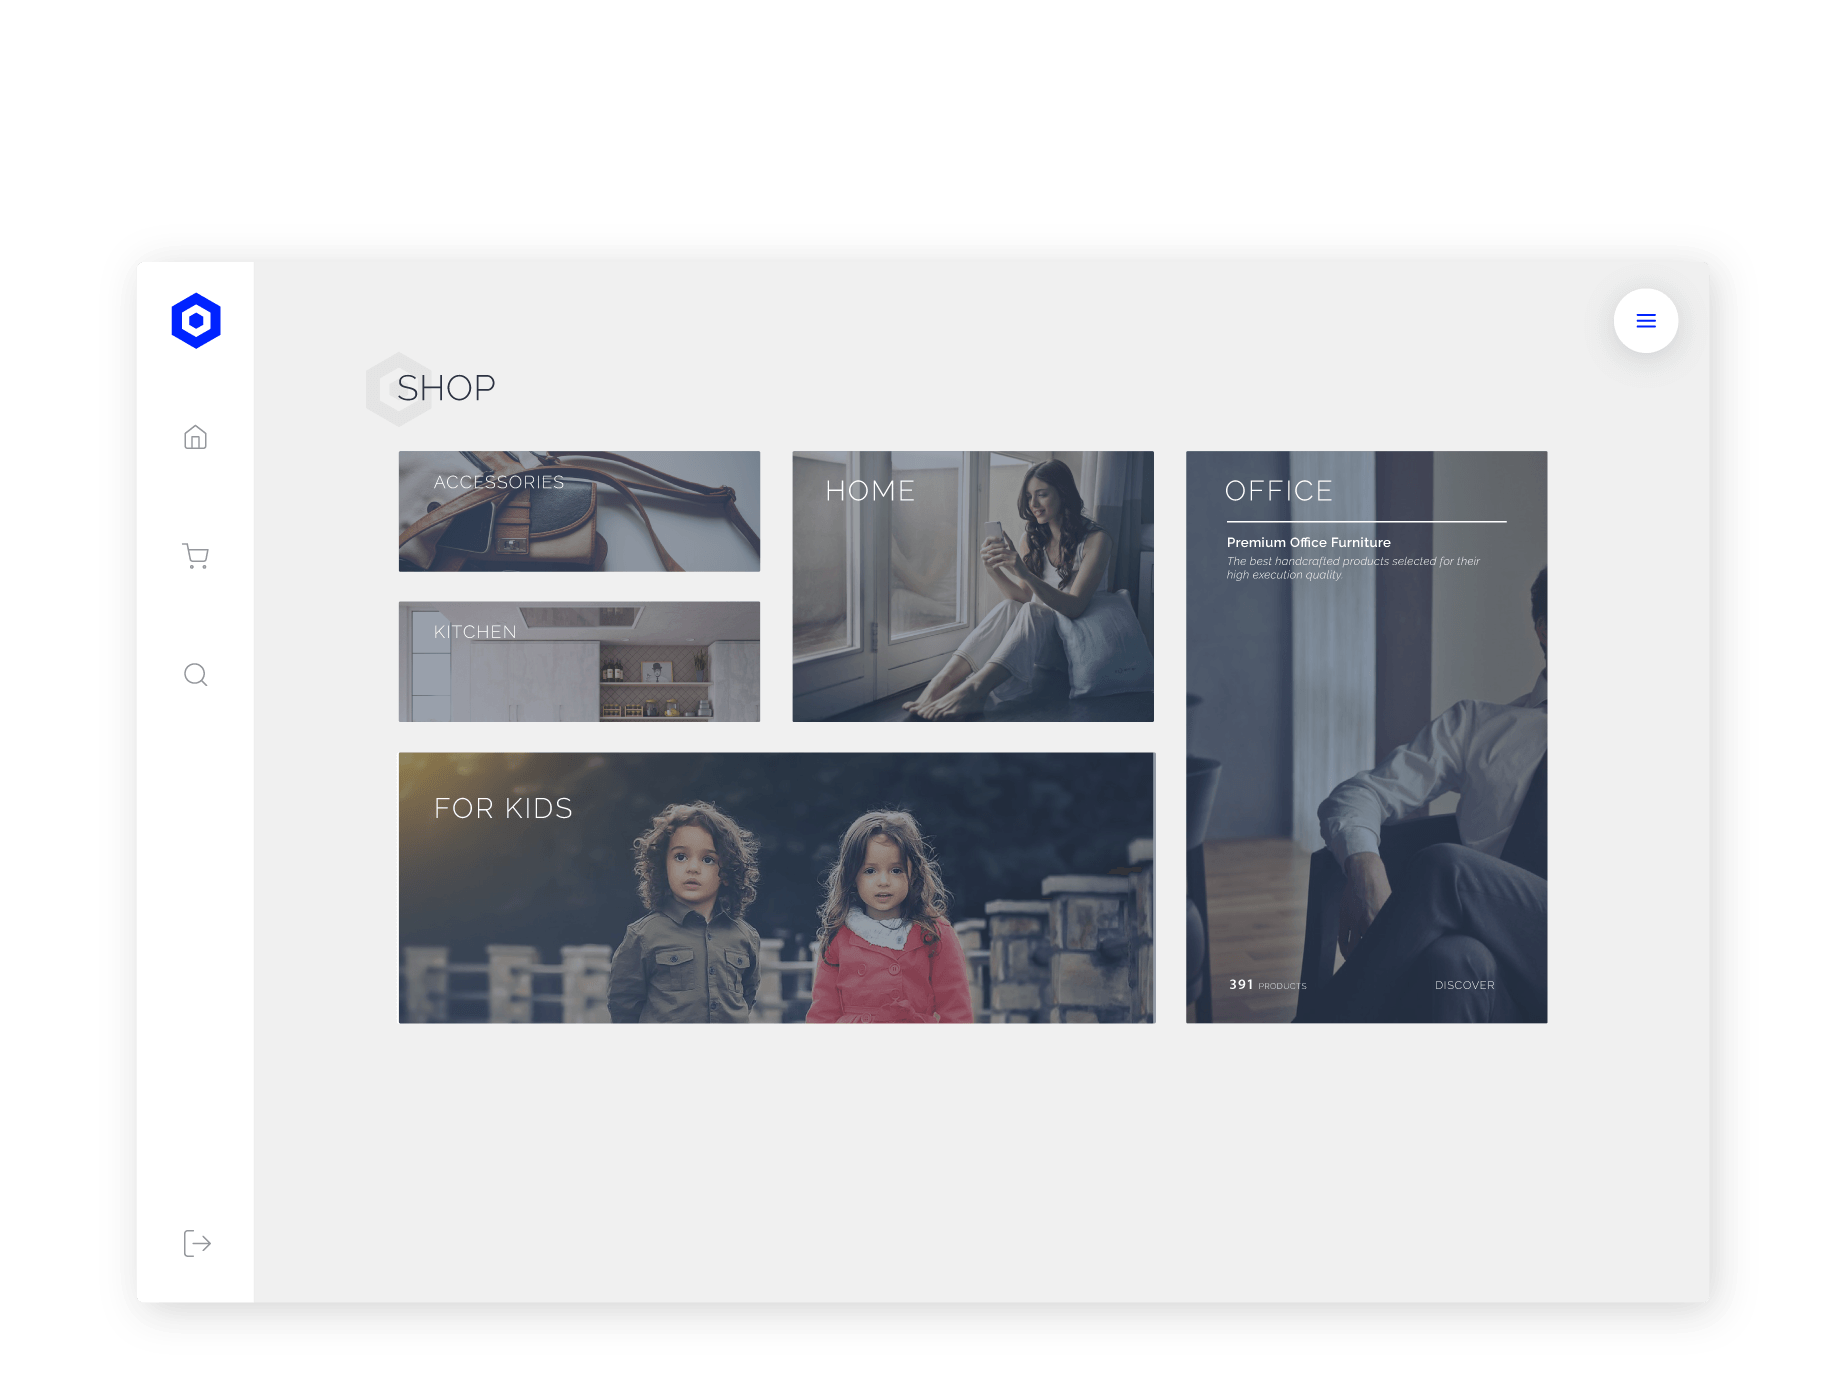 SHOP
ACCESSORIES
KITCHEN
HOME
FOR KIDS
OFFICE
Premium Office Furniture
The best handcrafted products selected for their
high execution quality.
391 PRODUCTS
DISCOVER